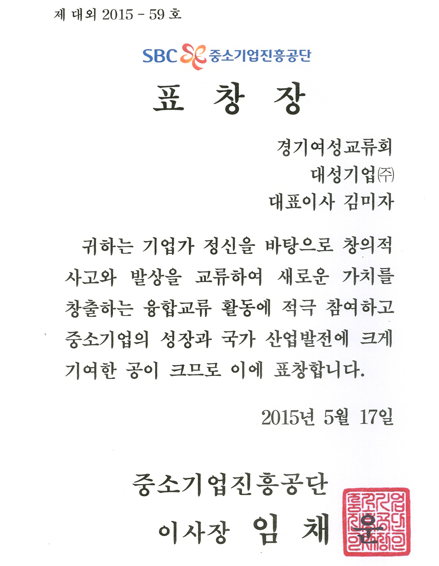 제 대외 2015 - 59 호
SBC 중소기업진흥공단
표 창 장
경기여성교류회
대성기업㈜
대표이사 김미자
귀하는 기업가 정신을 바탕으로 창의적
사고와 발상을 교류하여 새로운 가치를
창출하는 융합교류 활동에 적극 참여하고
중소기업의 성장과 국가 산업발전에 크게
기여한 공이 크므로 이에 표창합니다.
2015년 5월 17일
중소기업진흥공단
이사장 임 채 운